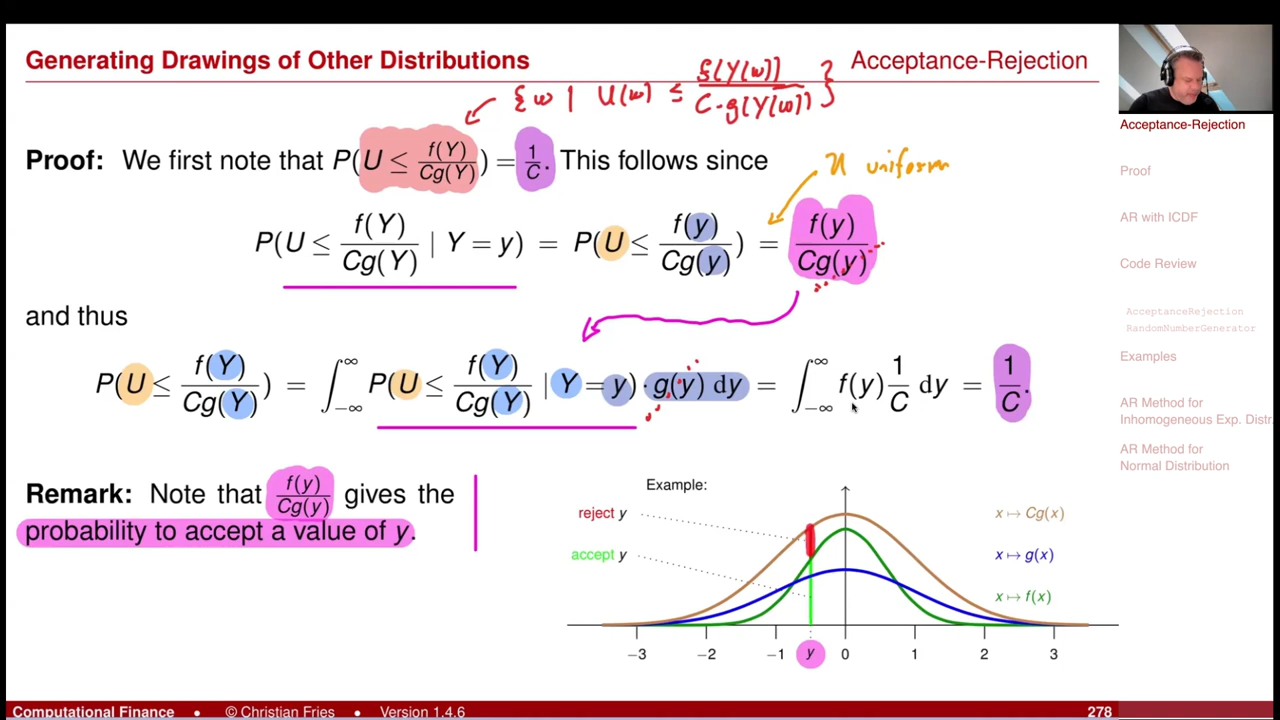 Generating Drawings of Other Distributions
Acceptance-Rejection
{ω | U(ω) ≤ f(Y(ω)) / C·g(Y(ω)) }
Proof: We first note that P(U ≤ f(Y)/Cg(Y)) = 1/C. This follows since
U uniform
P(U ≤ f(Y)/Cg(Y) | Y = y) = P(U ≤ f(y)/Cg(y)) = f(y)/Cg(y)
and thus
P(U ≤ f(Y)/Cg(Y)) = ∫_{−∞}^{∞} P(U ≤ f(Y)/Cg(Y) | Y = y) · g(y) dy = ∫_{−∞}^{∞} f(y) 1/C dy = 1/C.
Remark: Note that f(y)/Cg(y) gives the
probability to accept a value of y.
Example:
reject y
accept y
x ↦ Cg(x)
x ↦ g(x)
x ↦ f(x)
−3 −2 −1 y 0 1 2 3
Acceptance-Rejection
Proof
AR with ICDF
Code Review
AcceptanceRejection
RandomNumberGenerator
Examples
AR Method for
Inhomogeneous Exp. Distr.
AR Method for
Normal Distribution
Computational Finance • © Christian Fries • Version 1.4.6
278